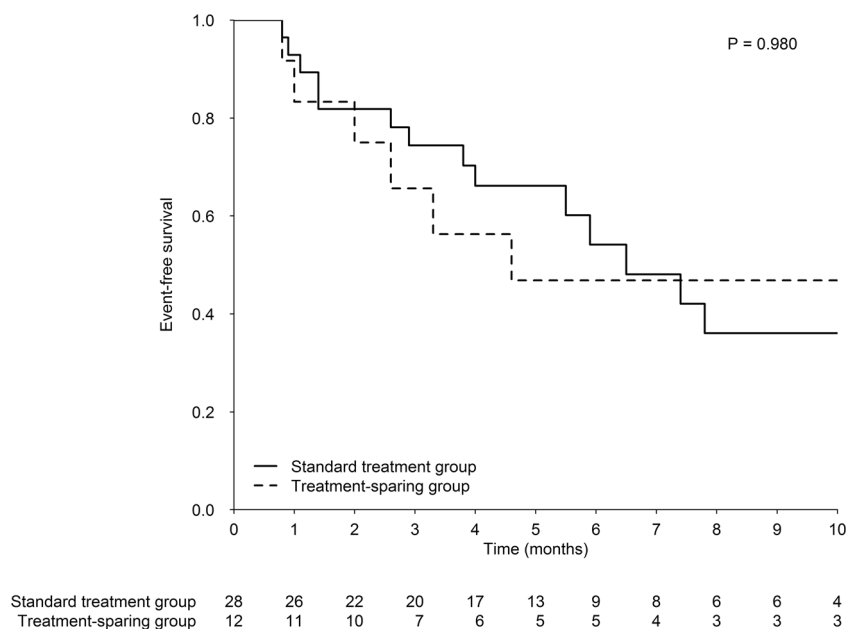 1.0
P = 0.980
0.8
0.6
Event-free survival
0.4
0.2
Standard treatment group
Treatment-sparing group
0.0
0 1 2 3 4 5 6 7 8 9 10
Time (months)
Standard treatment group 28 26 22 20 17 13 9 8 6 6 4
Treatment-sparing group 12 11 10 7 6 5 5 4 3 3 3